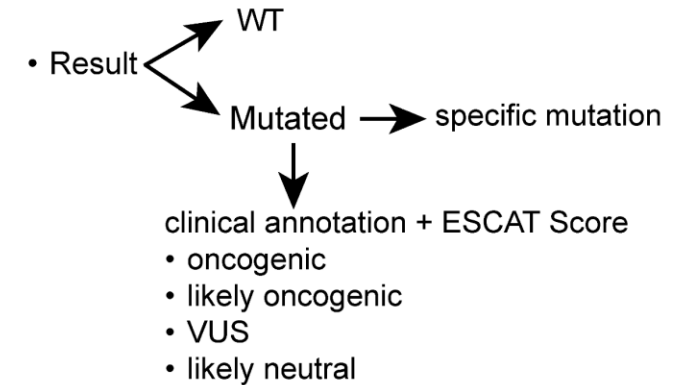 WT
• Result
Mutated
specific mutation
clinical annotation + ESCAT Score
• oncogenic
• likely oncogenic
• VUS
• likely neutral